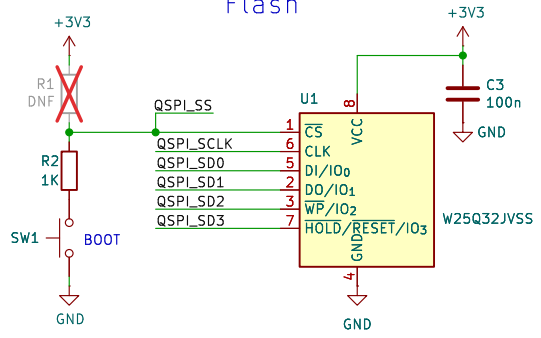 Flash
+3V3
+3V3
R1
DNF
C3
100n
GND
QSPI_SS
U1
8
VCC
1
CS
QSPI_SCLK
6
CLK
QSPI_SD0
5
DI/IO0
QSPI_SD1
2
DO/IO1
QSPI_SD2
3
WP/IO2
QSPI_SD3
7
HOLD/RESET/IO3
W25Q32JVSS
R2
1K
SW1
BOOT
GND
4
GND
GND